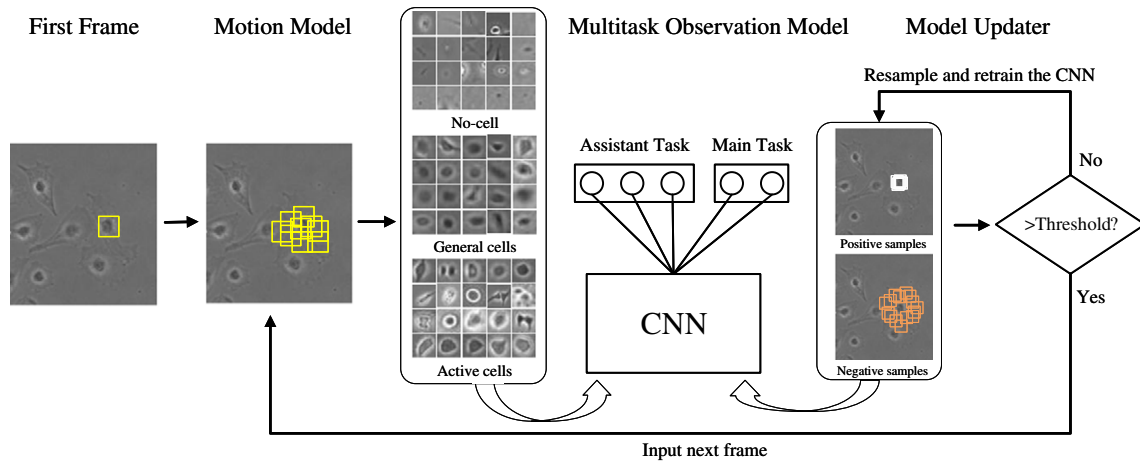 First Frame
Motion Model
Multitask Observation Model
Model Updater
Resample and retrain the CNN
No-cell
General cells
Active cells
Assistant Task
Main Task
CNN
Positive samples
Negative samples
>Threshold?
No
Yes
Input next frame